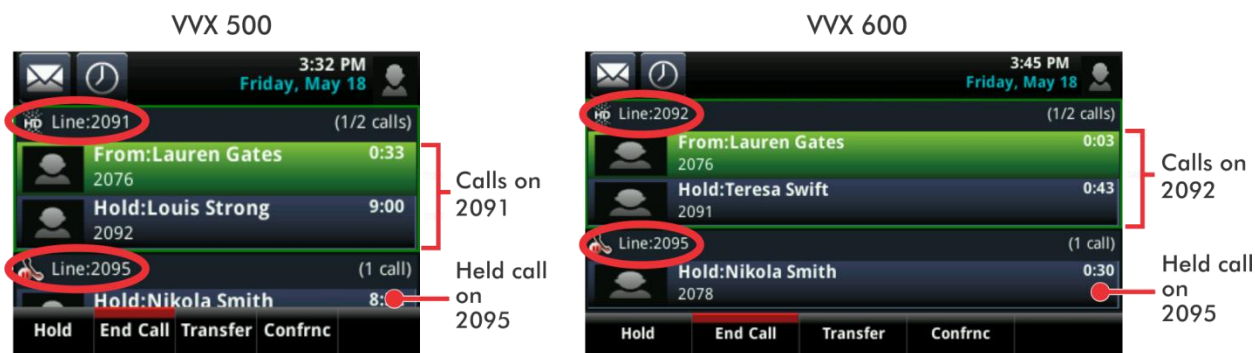 VVX 500
3:32 PM
Friday, May 18
HD Line:2091 (1/2 calls)
From:Lauren Gates 0:33
2076
Hold:Louis Strong 9:00
2092
Line:2095 (1 call)
Hold:Nikola Smith 8:
Hold End Call Transfer Confrnc
Calls on
2091
Held call
on
2095
VVX 600
3:45 PM
Friday, May 18
HD Line:2092 (1/2 calls)
From:Lauren Gates 0:03
2076
Hold:Teresa Swift 0:43
2091
Line:2095 (1 call)
Hold:Nikola Smith 0:30
2078
Hold End Call Transfer Confrnc
Calls on
2092
Held call
on
2095